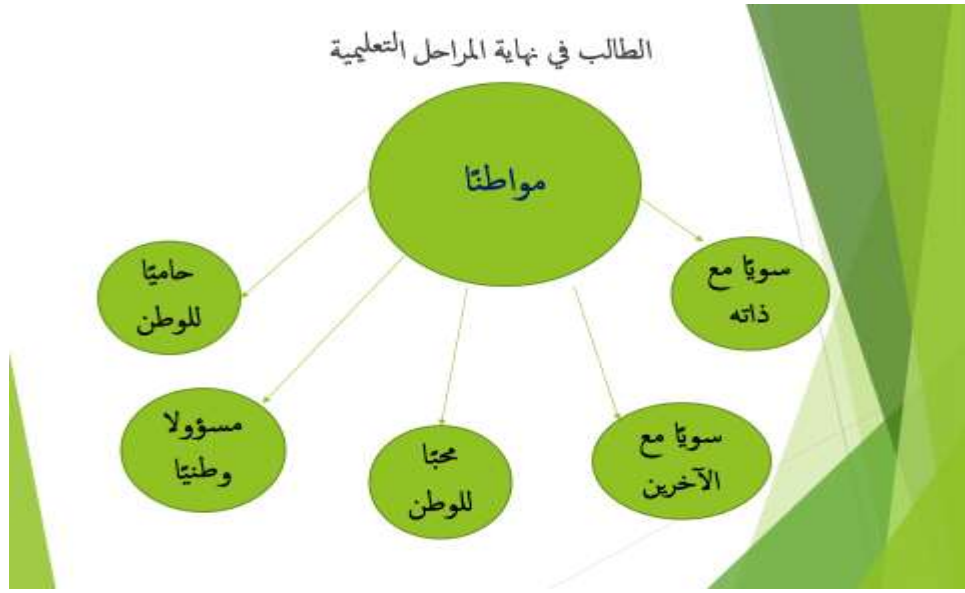 الطالب في نهاية المراحل التعليمية
مواطنًا
سويًا مع
ذاته
سويًا مع
الآخرين
محبًا
للوطن
مسؤولا
وطنيًا
حاميًا
للوطن